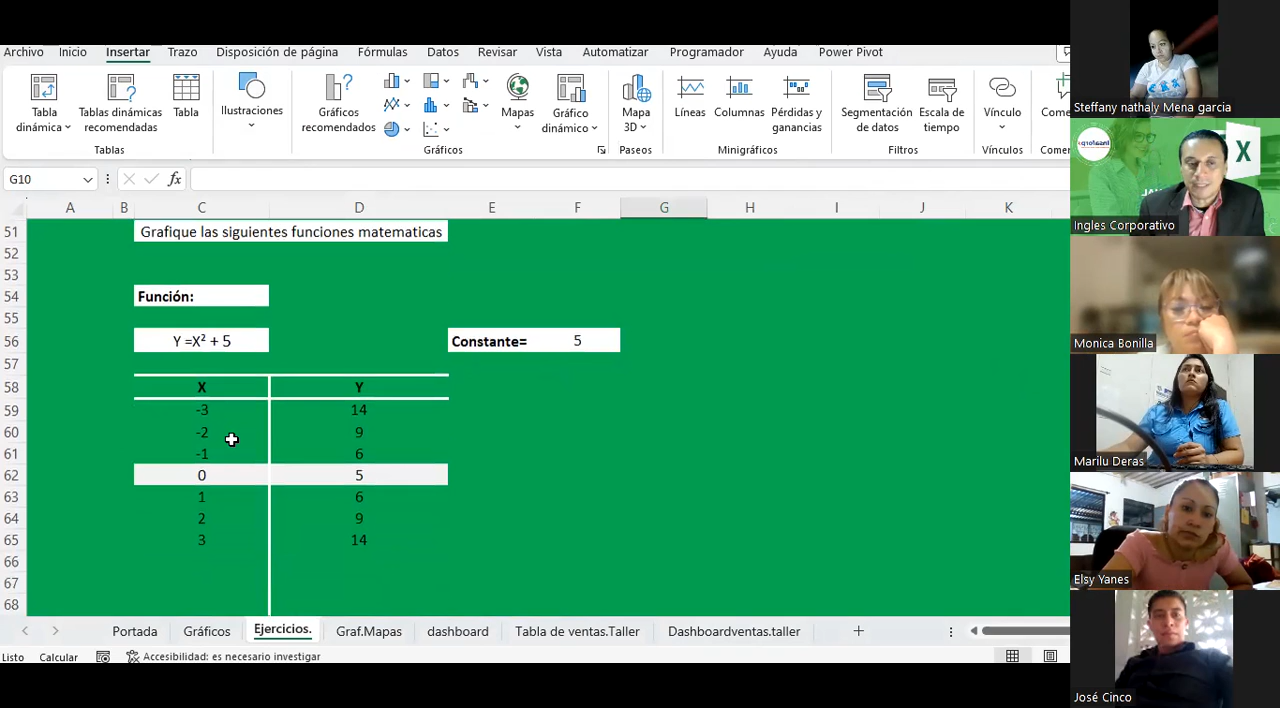 Archivo Inicio Insertar Trazo Disposición de página Fórmulas Datos Revisar Vista Automatizar Programador Ayuda Power Pivot
Tabla dinámica
Tablas dinámicas recomendadas
Tabla
Ilustraciones
Gráficos recomendados
Mapas
Gráfico dinámico
Mapa 3D
Líneas
Columnas
Pérdidas y ganancias
Segmentación de datos
Escala de tiempo
Vínculo
Tablas
Gráficos
Paseos
Minigráficos
Filtros
Vínculos
G10
fx
A B C D E F G H I J K
51 Grafique las siguientes funciones matematicas
52
53
54 Función:
55
56 Y =X² + 5 Constante= 5
57
58 X Y
59 -3 14
60 -2 9
61 -1 6
62 0 5
63 1 6
64 2 9
65 3 14
66
67
68
Portada Gráficos Ejercicios. Graf.Mapas dashboard Tabla de ventas.Taller Dashboardventas.taller
Listo Calcular Accesibilidad: es necesario investigar
Steffany nathaly Mena garcia
X
Ingles Corporativo
Monica Bonilla
Marilu Deras
Elsy Yanes
José Cinco